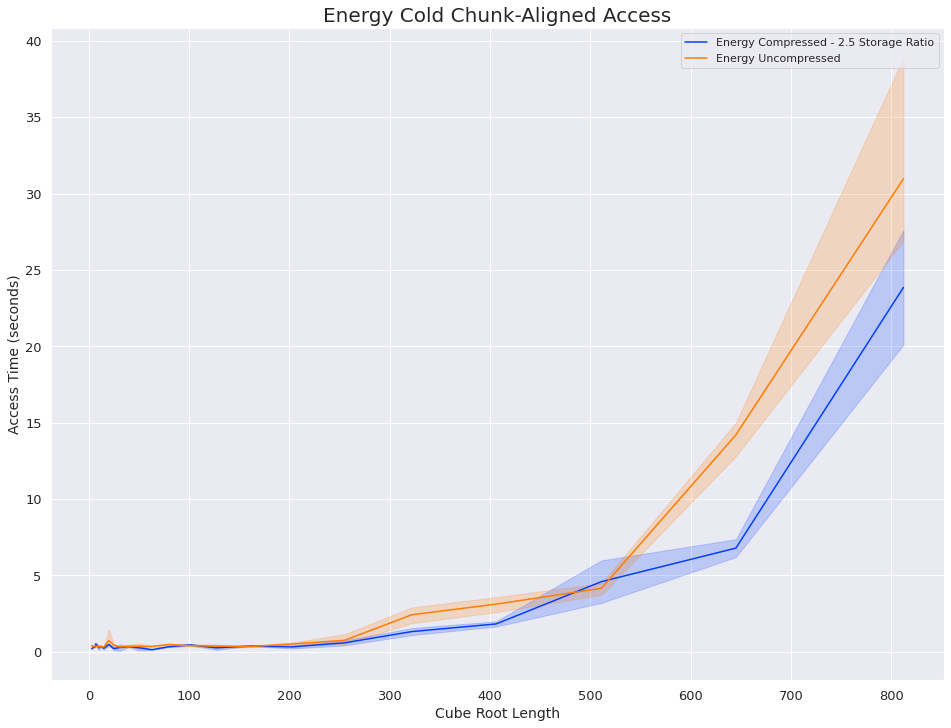 Energy Cold Chunk-Aligned Access
Energy Compressed - 2.5 Storage Ratio
Energy Uncompressed
40
35
30
25
20
15
10
5
0
Access Time (seconds)
0 100 200 300 400 500 600 700 800
Cube Root Length